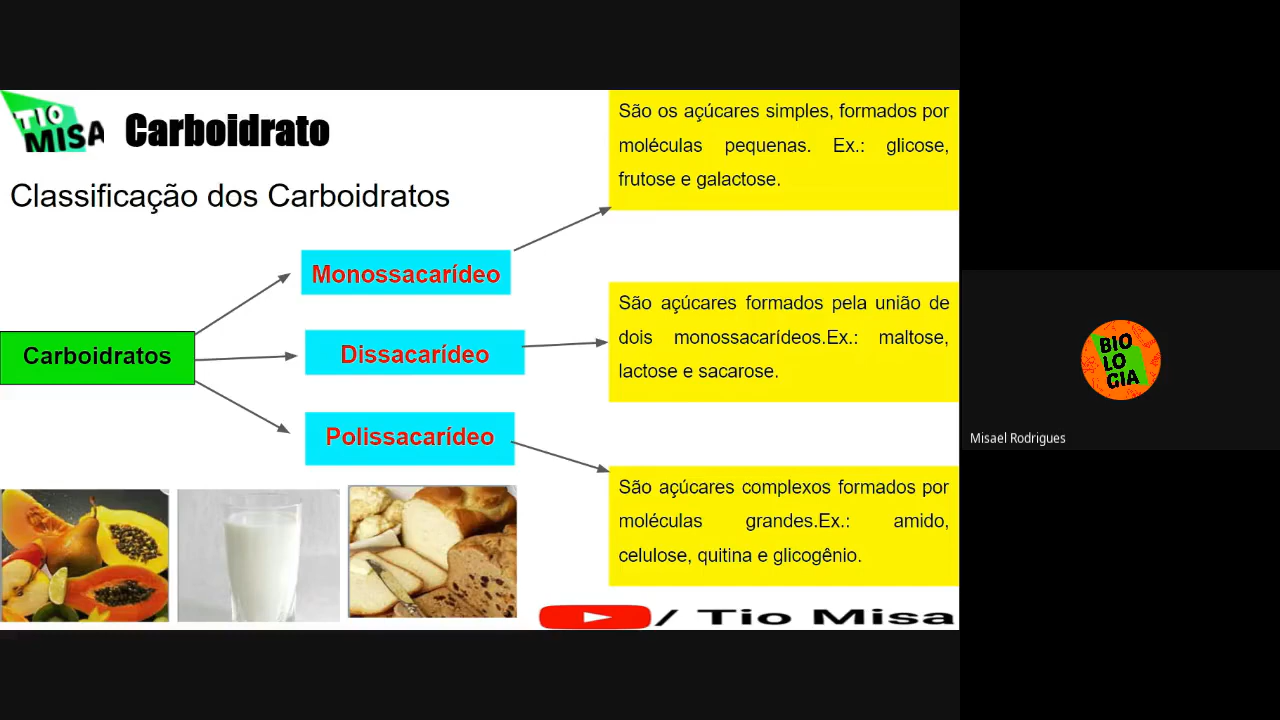 TIO
MISA
Carboidrato
Classificação dos Carboidratos
São os açúcares simples, formados por
moléculas pequenas. Ex.: glicose,
frutose e galactose.
Monossacarídeo
São açúcares formados pela união de
dois monossacarídeos.Ex.: maltose,
lactose e sacarose.
Carboidratos
Dissacarídeo
Polissacarídeo
São açúcares complexos formados por
moléculas grandes.Ex.: amido,
celulose, quitina e glicogênio.
/ Tio Misa
BIO
LO
GIA
Misael Rodrigues